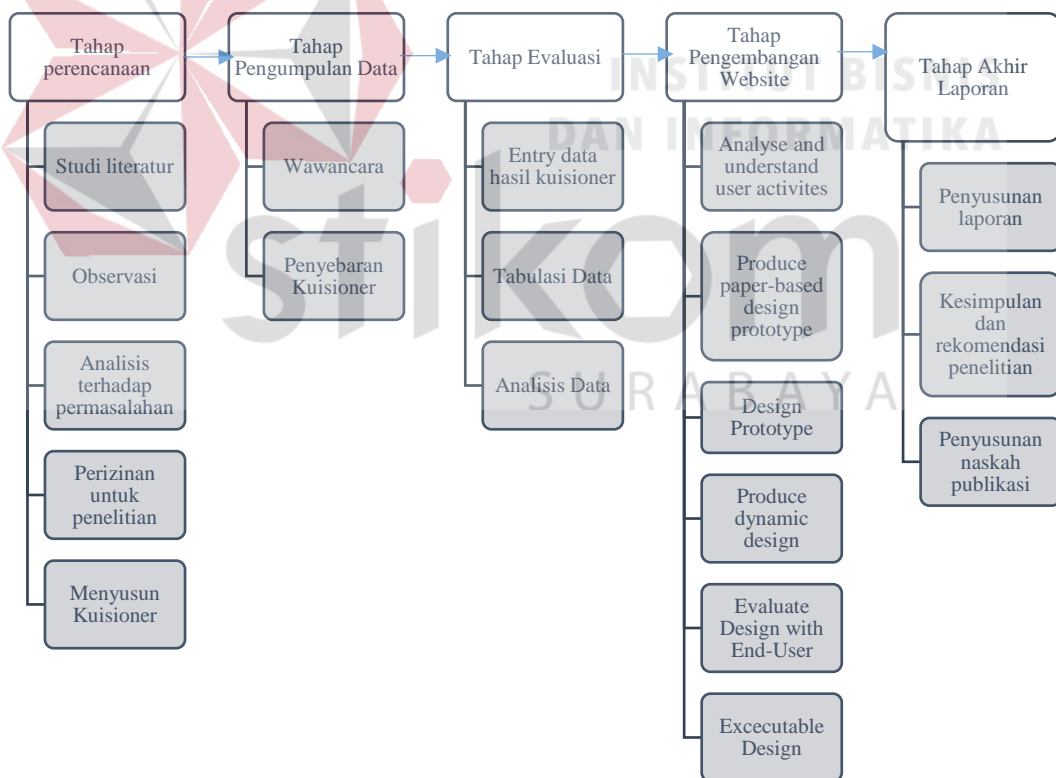 Tahap
perencanaan
Studi literatur
Observasi
Analisis
terhadap
permasalahan
Perizinan
untuk
penelitian
Menyusun
Kuisioner
Tahap
Pengumpulan Data
Wawancara
Penyebaran
Kuisioner
Tahap Evaluasi
Entry data
hasil kuisioner
Tabulasi Data
Analisis Data
Tahap
Pengembangan
Website
Analyse and
understand
user activites
Produce
paper-based
design
prototype
Design
Prototype
Produce
dynamic
design
Evaluate
Design with
End-User
Excecutable
Design
Tahap Akhir
Laporan
Penyusunan
laporan
Kesimpulan
dan
rekomendasi
penelitian
Penyusunan
naskah
publikasi
INSTITUT BISNIS
DAN INFORMATIKA
stikom
SURABAYA